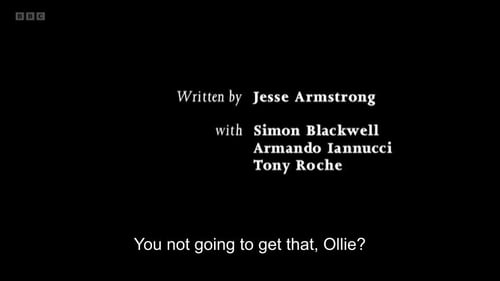 BBC
Written by Jesse Armstrong
with Simon Blackwell
Armando Iannucci
Tony Roche
You not going to get that, Ollie?